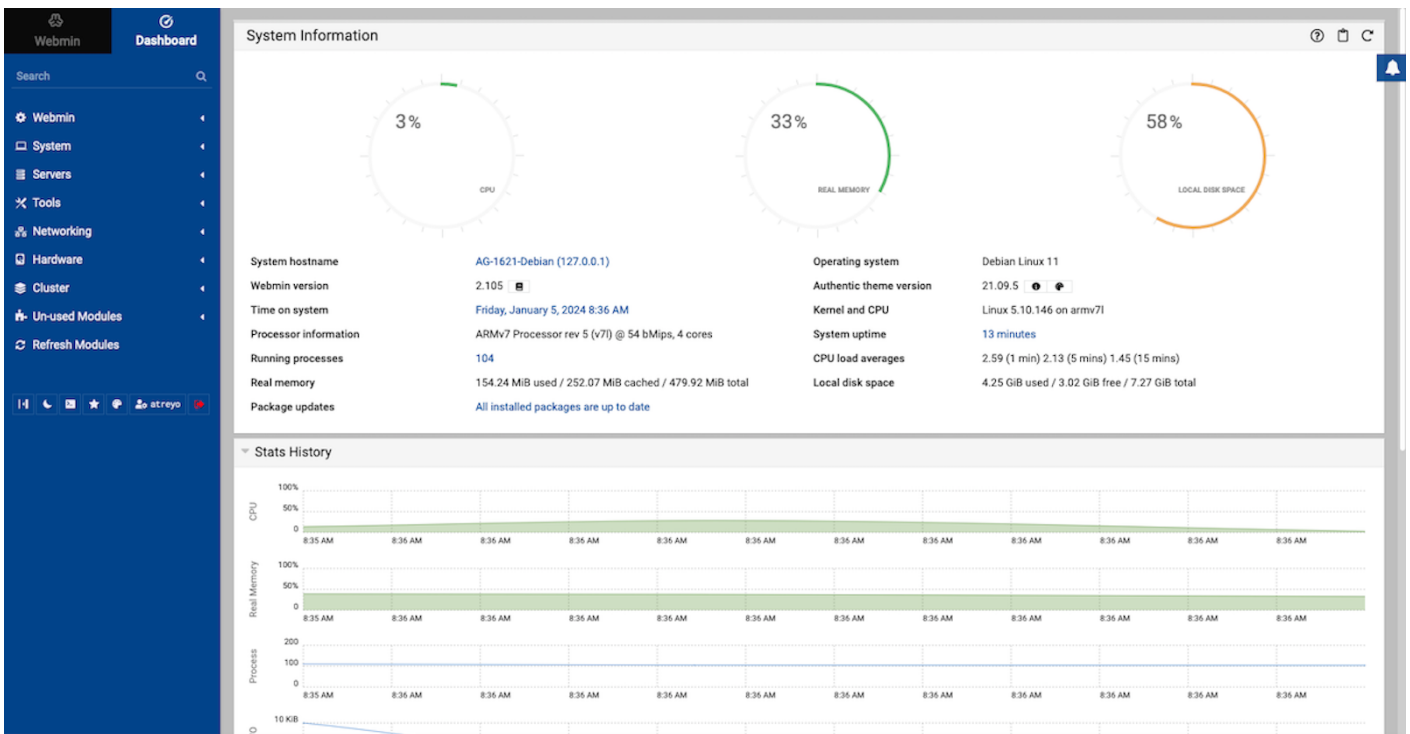 Webmin
Dashboard
Search
Webmin
System
Servers
Tools
Networking
Hardware
Cluster
Un-used Modules
Refresh Modules
atreyo
System Information
3%
CPU
33%
REAL MEMORY
58%
LOCAL DISK SPACE
System hostname AG-1621-Debian (127.0.0.1) Operating system Debian Linux 11
Webmin version 2.105 Authentic theme version 21.09.5
Time on system Friday, January 5, 2024 8:36 AM Kernel and CPU Linux 5.10.146 on armv7l
Processor information ARMv7 Processor rev 5 (v7l) @ 54 bMips, 4 cores System uptime 13 minutes
Running processes 104 CPU load averages 2.59 (1 min) 2.13 (5 mins) 1.45 (15 mins)
Real memory 154.24 MiB used / 252.07 MiB cached / 479.92 MiB total Local disk space 4.25 GiB used / 3.02 GiB free / 7.27 GiB total
Package updates All installed packages are up to date
Stats History
CPU
100%
50%
0
8:35 AM 8:36 AM 8:36 AM 8:36 AM 8:36 AM 8:36 AM 8:36 AM 8:36 AM 8:36 AM 8:36 AM 8:36 AM 8:36 AM
Real Memory
100%
50%
0
8:35 AM 8:36 AM 8:36 AM 8:36 AM 8:36 AM 8:36 AM 8:36 AM 8:36 AM 8:36 AM 8:36 AM 8:36 AM 8:36 AM
Process
200
100
0
8:35 AM 8:36 AM 8:36 AM 8:36 AM 8:36 AM 8:36 AM 8:36 AM 8:36 AM 8:36 AM 8:36 AM 8:36 AM 8:36 AM
10 KiB